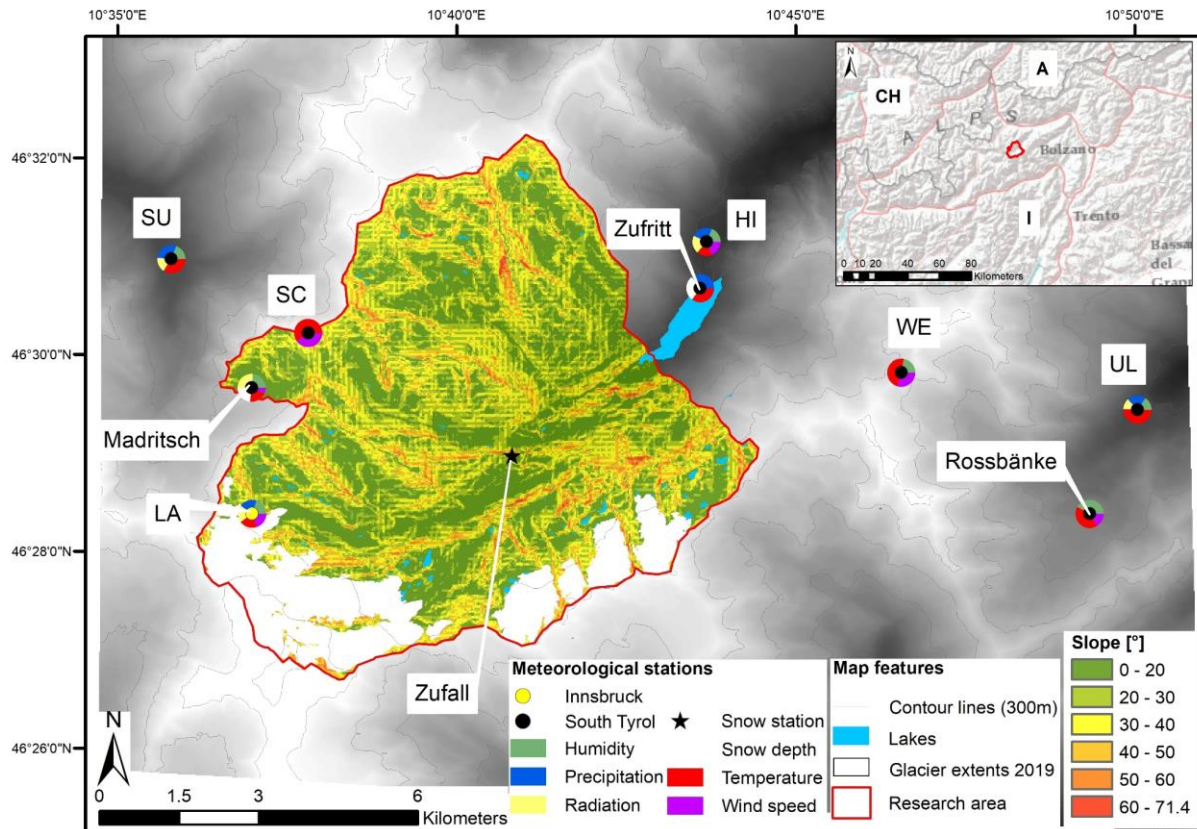 10°35'0"E 10°40'0"E 10°45'0"E 10°50'0"E
46°32'0"N
46°30'0"N
46°28'0"N
46°26'0"N
N
A
CH
A L P S
Bolzano
I
Trento
Bassa
del
Grapp
0 10 20 40 60 80
Kilometers
SU
SC
Zufritt
HI
WE
UL
Madritsch
Rossbänke
LA
Zufall
N
0 1.5 3 6
Kilometers
Meteorological stations
Innsbruck
South Tyrol
Snow station
Humidity
Snow depth
Precipitation
Temperature
Radiation
Wind speed
Map features
Contour lines (300m)
Lakes
Glacier extents 2019
Research area
Slope [°]
0 - 20
20 - 30
30 - 40
40 - 50
50 - 60
60 - 71.4